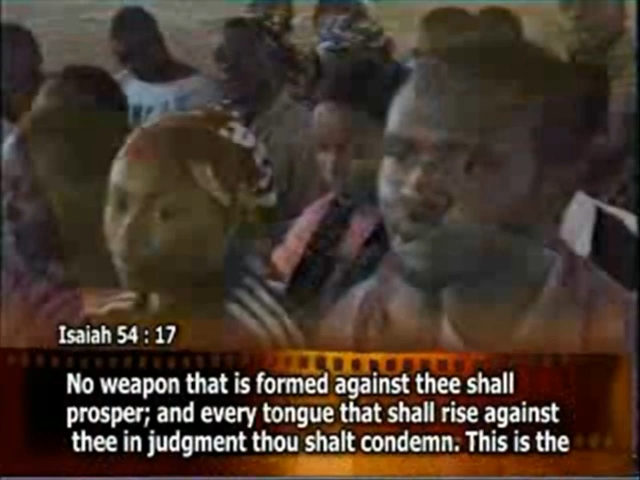 Isaiah 54 : 17
No weapon that is formed against thee shall
prosper; and every tongue that shall rise against
thee in judgment thou shalt condemn. This is the